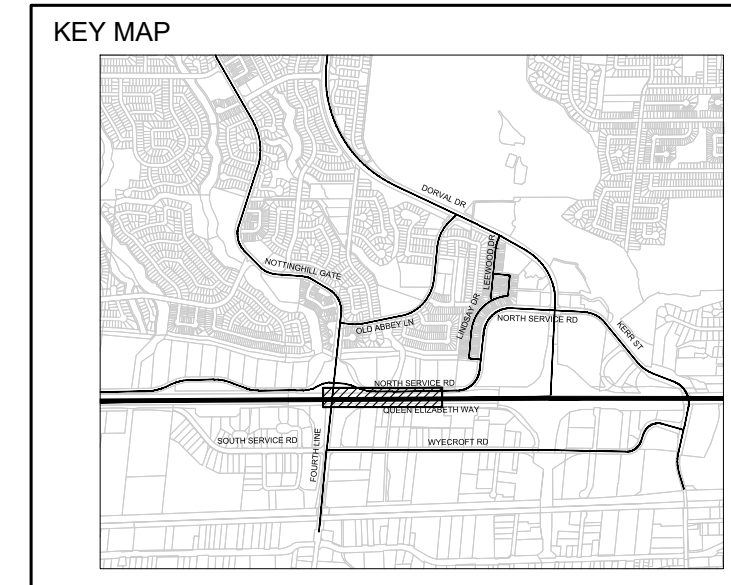 KEY MAP
DORVAL DR
NOTTINGHILL GATE
LEEWOOD DR
OLD ABBEY LN
LINDSAY DR
NORTH SERVICE RD
KERR ST
NORTH SERVICE RD
QUEEN ELIZABETH WAY
SOUTH SERVICE RD
FOURTH LINE
WYECROFT RD